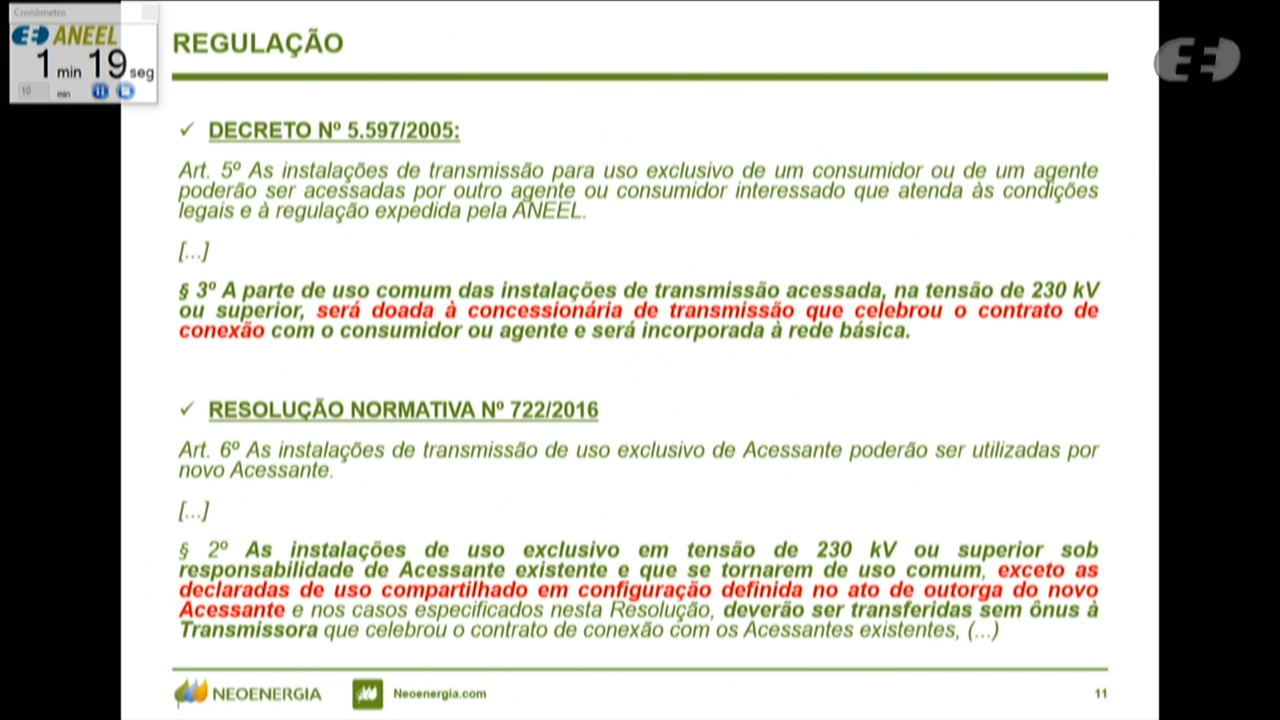 Cronômetro
ANEEL
1 min 19 seg
10 min
REGULAÇÃO
✓ DECRETO Nº 5.597/2005:
Art. 5º As instalações de transmissão para uso exclusivo de um consumidor ou de um agente
poderão ser acessadas por outro agente ou consumidor interessado que atenda às condições
legais e à regulação expedida pela ANEEL.
[...]
§ 3º A parte de uso comum das instalações de transmissão acessada, na tensão de 230 kV
ou superior, será doada à concessionária de transmissão que celebrou o contrato de
conexão com o consumidor ou agente e será incorporada à rede básica.
✓ RESOLUÇÃO NORMATIVA Nº 722/2016
Art. 6º As instalações de transmissão de uso exclusivo de Acessante poderão ser utilizadas por
novo Acessante.
[...]
§ 2º As instalações de uso exclusivo em tensão de 230 kV ou superior sob
responsabilidade de Acessante existente e que se tornarem de uso comum, exceto as
declaradas de uso compartilhado em configuração definida no ato de outorga do novo
Acessante e nos casos especificados nesta Resolução, deverão ser transferidas sem ônus à
Transmissora que celebrou o contrato de conexão com os Acessantes existentes, (...)
NEOENERGIA
Neoenergia.com
11